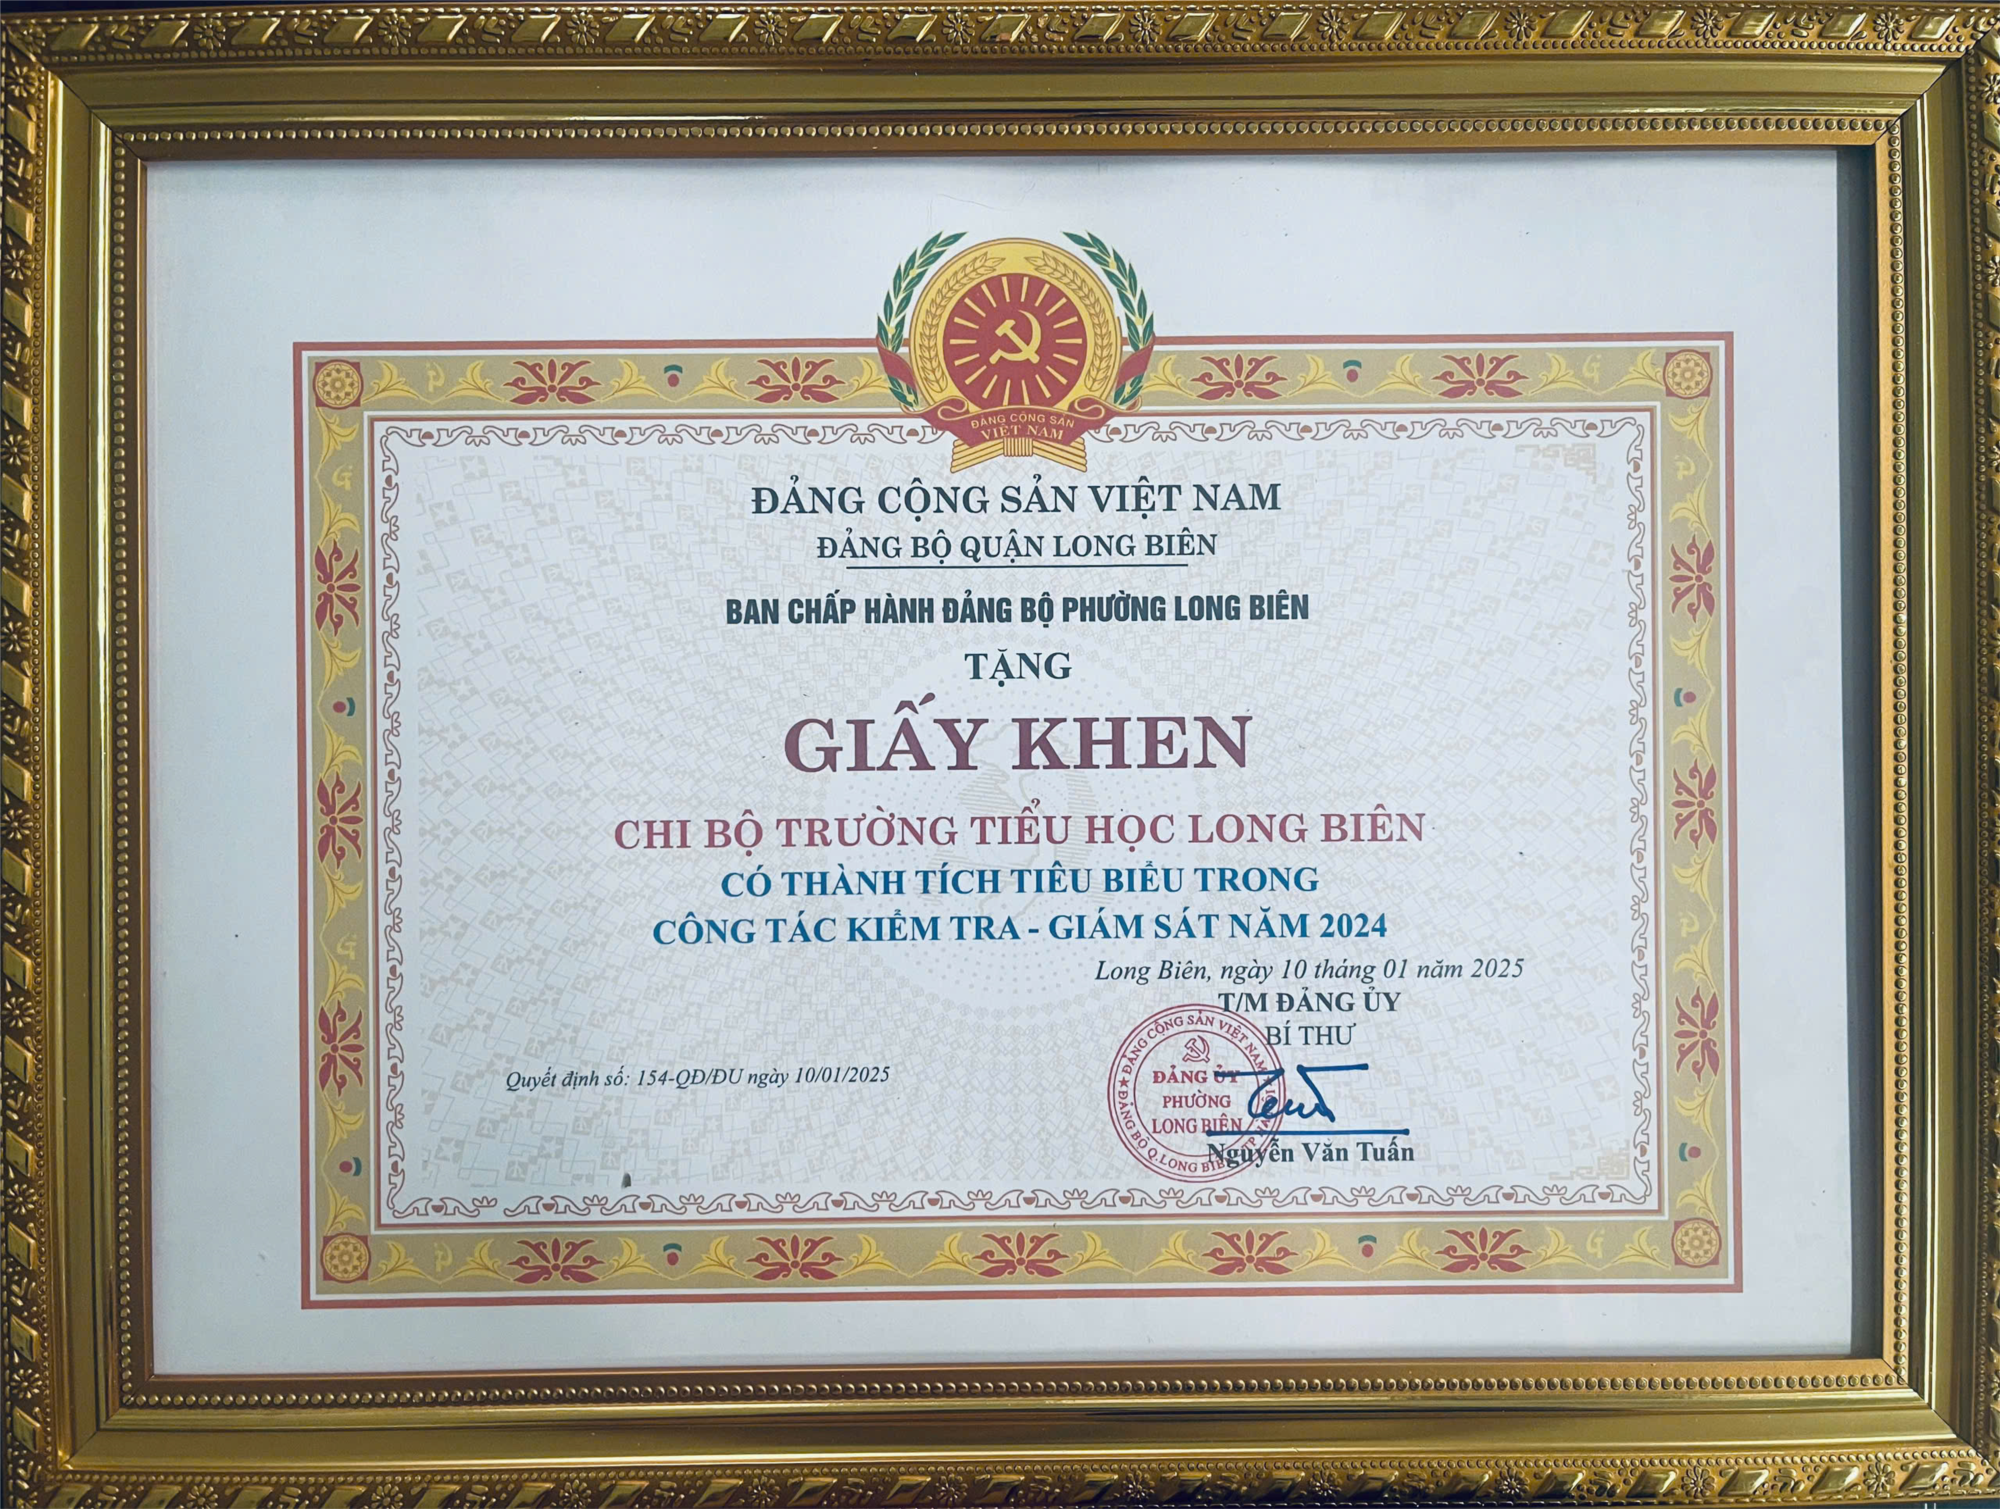 ĐẢNG CỘNG SẢN
VIỆT NAM
ĐẢNG CỘNG SẢN VIỆT NAM
ĐẢNG BỘ QUẬN LONG BIÊN
BAN CHẤP HÀNH ĐẢNG BỘ PHƯỜNG LONG BIÊN
TẶNG
GIẤY KHEN
CHI BỘ TRƯỜNG TIỂU HỌC LONG BIÊN
CÓ THÀNH TÍCH TIÊU BIỂU TRONG
CÔNG TÁC KIỂM TRA - GIÁM SÁT NĂM 2024
Long Biên, ngày 10 tháng 01 năm 2025
T/M ĐẢNG ỦY
BÍ THƯ
Quyết định số: 154-QĐ/ĐU ngày 10/01/2025
ĐẢNG CỘNG SẢN VIỆT NAM
ĐẢNG BỘ Q.LONG BIÊN
ĐẢNG ỦY
PHƯỜNG
LONG BIÊN
Nguyễn Văn Tuấn